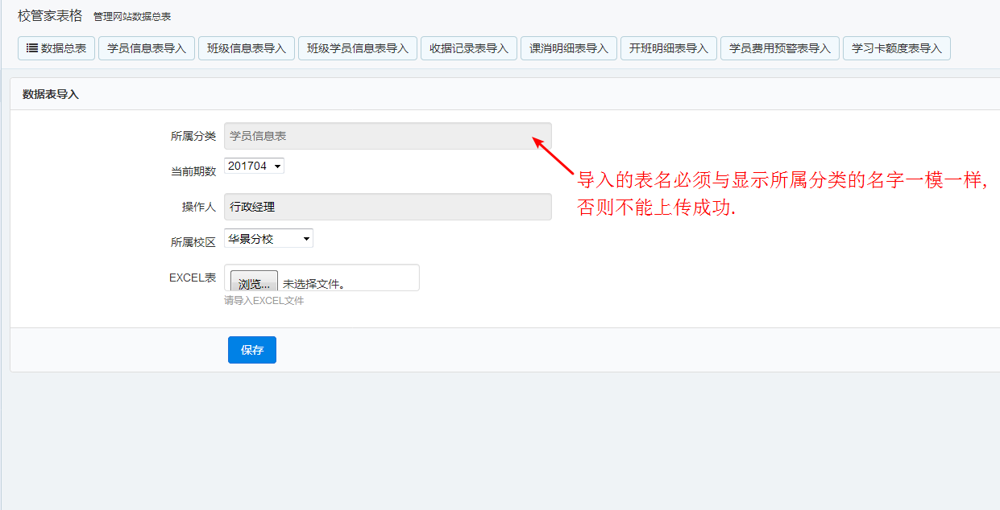 校管家表格 管理网站数据总表
数据总表 学员信息表导入 班级信息表导入 班级学员信息表导入 收据记录表导入 课消明细表导入 开班明细表导入 学员费用预警表导入 学习卡额度表导入
数据表导入
所属分类 学员信息表
当前期数 201704
导入的表名必须与显示所属分类的名字一模一样,
否则不能上传成功.
操作人 行政经理
所属校区 华景分校
EXCEL表 浏览... 未选择文件。
请导入EXCEL文件
保存